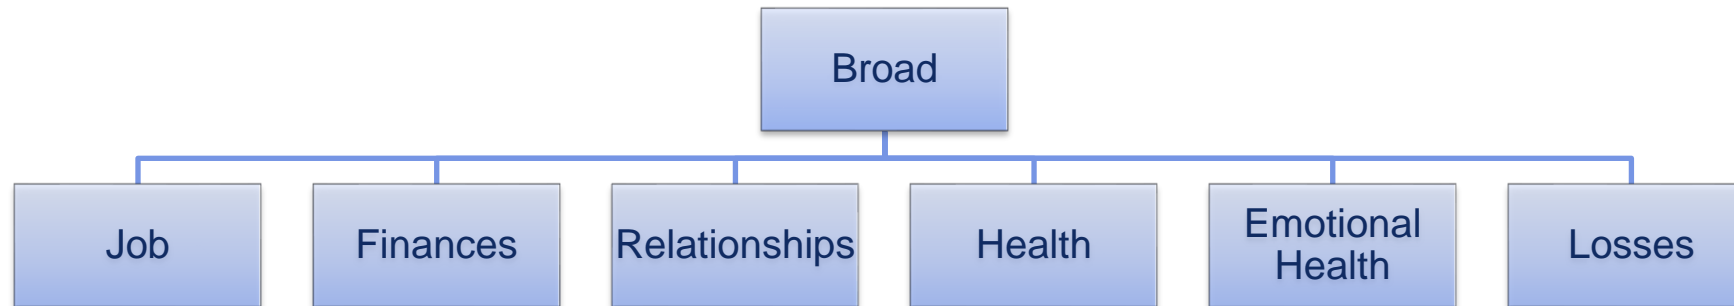 Broad
Job
Finances
Relationships
Health
Emotional
Health
Losses